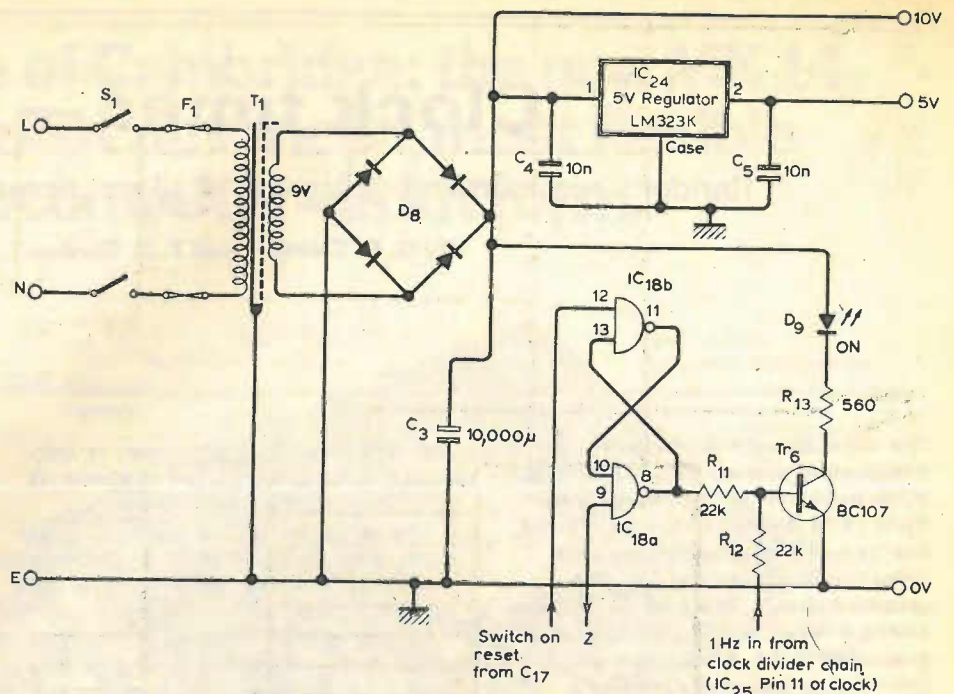 10V
IC24
1
5V Regulator
2
LM323K
5V
Case
C4
10n
C5
10n
L
S1
F1
T1
9V
D8
N
IC18b
12
11
13
D9
ON
C3
10,000μ
R13
560
10
9
8
IC18a
R11
22k
Tr6
BC107
R12
22k
E
0V
Switch on
reset
from C17
Z
1Hz in from
clock divider chain
(IC25 Pin 11 of clock)